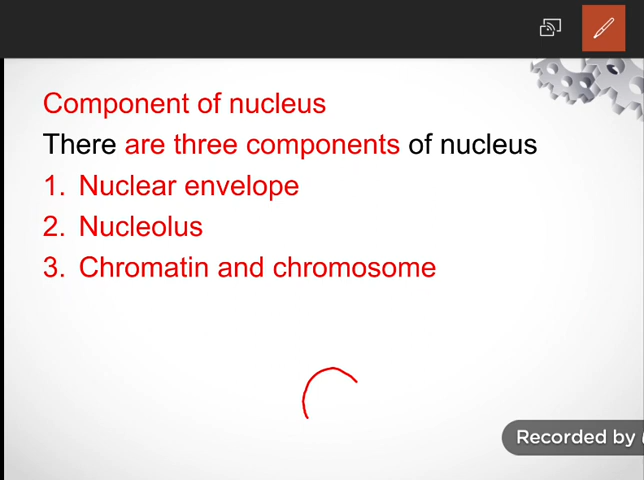 Component of nucleus
There are three components of nucleus
1. Nuclear envelope
2. Nucleolus
3. Chromatin and chromosome
Recorded by